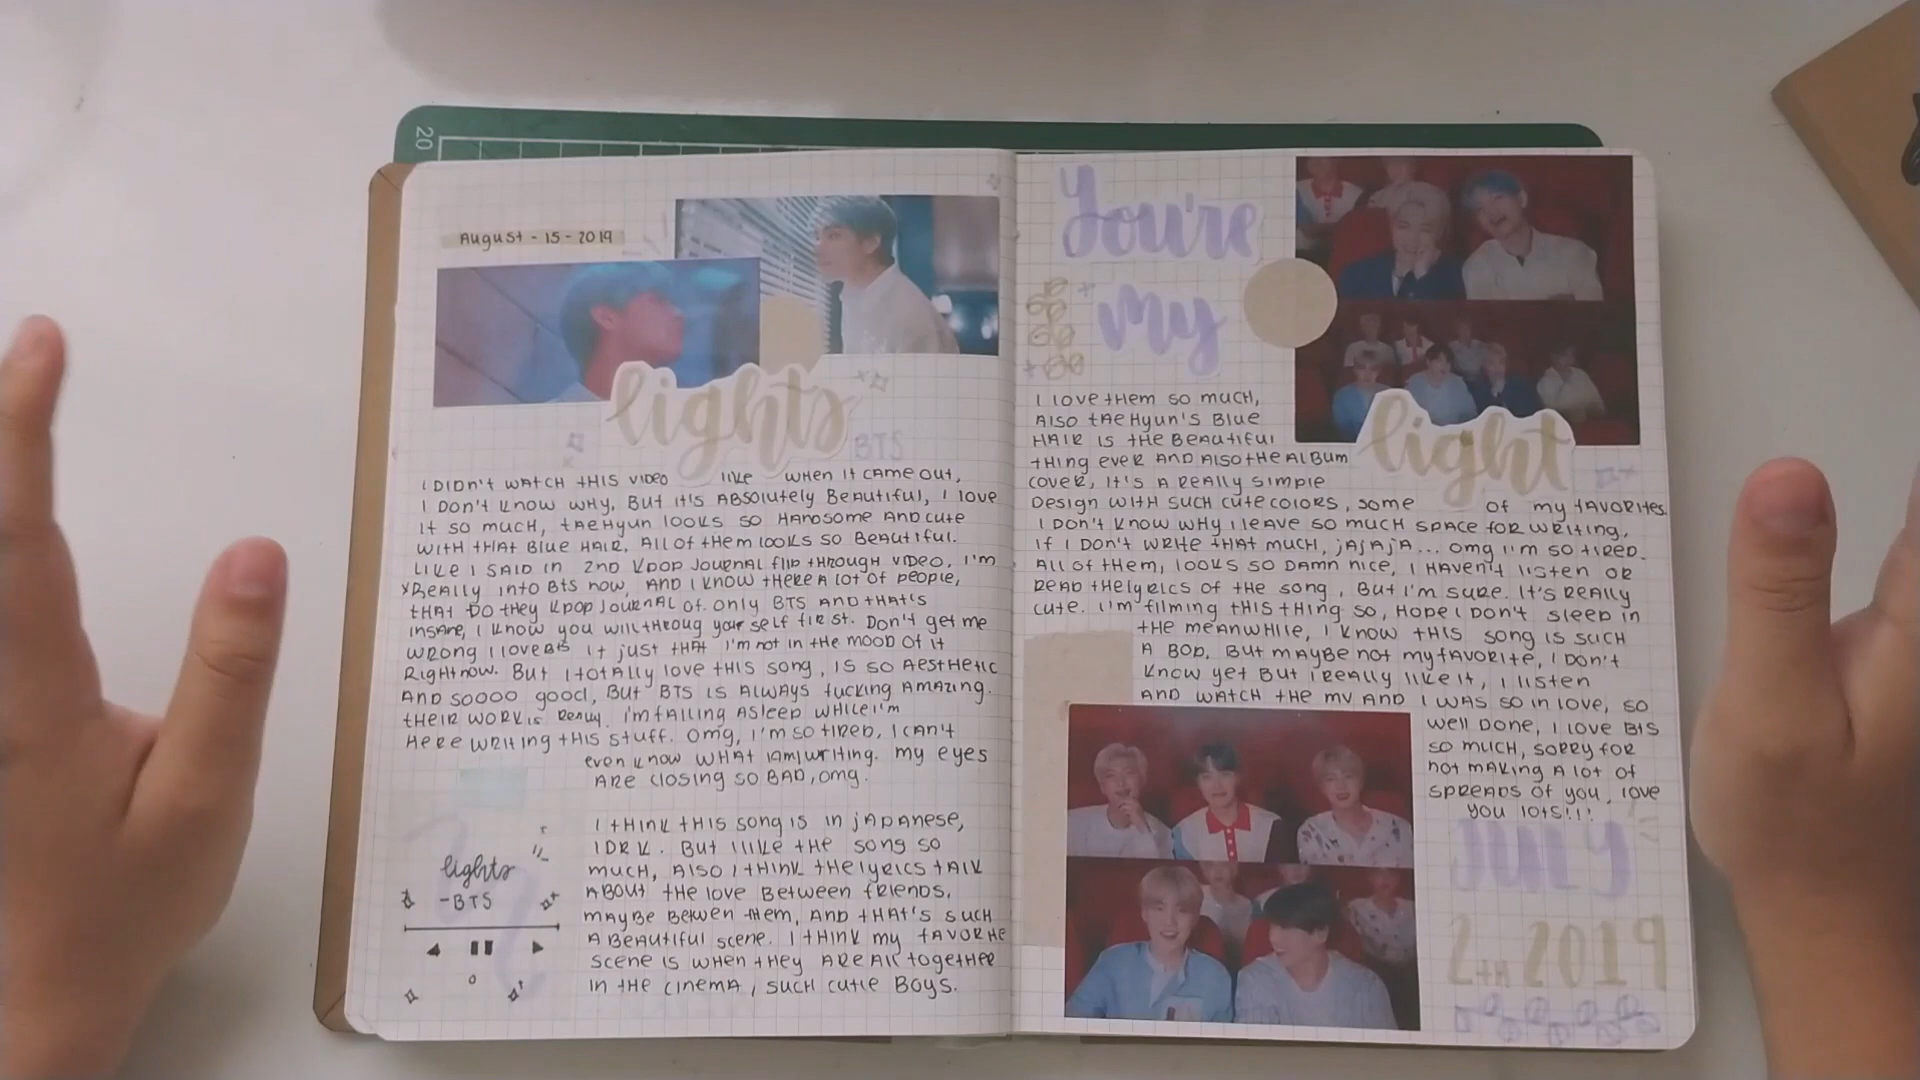 20
August - 15 - 2019
lights
BTS
I DIDn't WATCH tHIS VIDEO like WHEN It CAME OUt,
I DON't KNOW WHY, But it's ABSOlutely BeAutiful, I love
It so mucH, tAeHyun looks so HAndsome AND cute
WItH tHAt Blue HAIR. All of tHem looks so BeAutiful.
LIKE I SAID IN 2ND KPOP JOURNAL flip tHROugH VIDEO, I'm
REAlly into Bts now, AND I KNOW tHERE A lot of people,
tHAt DO tHEy KPOP JOURNAL of only BTS AND tHAt's
INSANE, I KNOW you WIll tHROug your self fIRSt. Don't get me
WRONG I love Bts It just tHAt I'm not in tHe mood of it
RIgHt now. But I totAlly love tHIS song, IS so AestHetic
AND soooo good, But BTS IS AlWAys fucking AMAZING.
tHEIR WORK is Really. I'm fAlling ASleep WHIle I'm
HERE WRItING tHIS stuff. Omg, I'm so tIRED, I CAn't
even know WHAt I Am WRIting. my eyes
ARE closing so BAD, omg.
I tHINK tHIS song is in jAPANese,
IDRK. But I lIKE tHE song so
mucH, Also I tHINK tHe lyRIcs tAlK
ABOut tHE love Between fRIENDS,
mAyBe Betwen tHem, AND tHAt's sucH
A BeAutiful scene. I tHINK my fAVORIte
scene is WHEN tHEy ARE All togetHER
IN tHE CINEMA, sucH cutie Boys.
lights
-BTS
You're
My
light
I love tHem so mucH,
Also tAeHyun's Blue
HAIR IS tHE BeAutiful
tHing eveR AND Also tHe AlBum
coveR, It's A REAlly simple
DesIgn WItH sucH cute coloRs, some of my fAVORItes.
I Don't Know WHy I leAve so mucH spAce foR WRItIng,
If I Don't WRIte tHAt mucH, jAjAjA... omg I'm so tIRED.
All of tHem, looks so DAmn nice, I HAven't listen oR
READ tHe lyRIcs of tHe song, But I'm suRe. It's REAlly
cute. I'm fIlmIng tHIS tHing so, Hope I Don't sleep in
tHe meAnWHIle, I Know tHIS song IS sucH
A BOP, But mAyBe not my fAVORIte, I Don't
Know yet But I REAlly lIKE It, I lIsten
AND WAtcH tHe mv AND I WAS so in love, so
Well Done, I love Bts
so mucH, soRRy foR
not mAKIng A lot of
spReADs of you, love
you lots!!!
JULY
2tH 2019